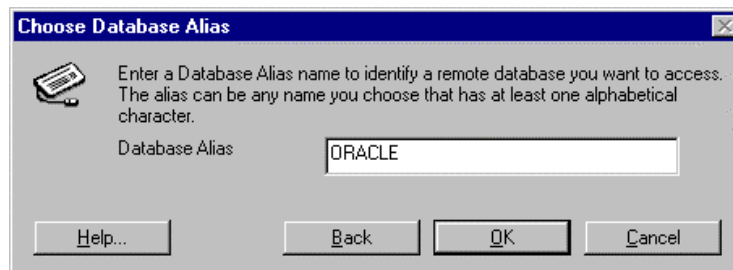 Choose Database Alias
Enter a Database Alias name to identify a remote database you want to access.
The alias can be any name you choose that has at least one alphabetical
character.
Database Alias
ORACLE
Help...
Back
OK
Cancel